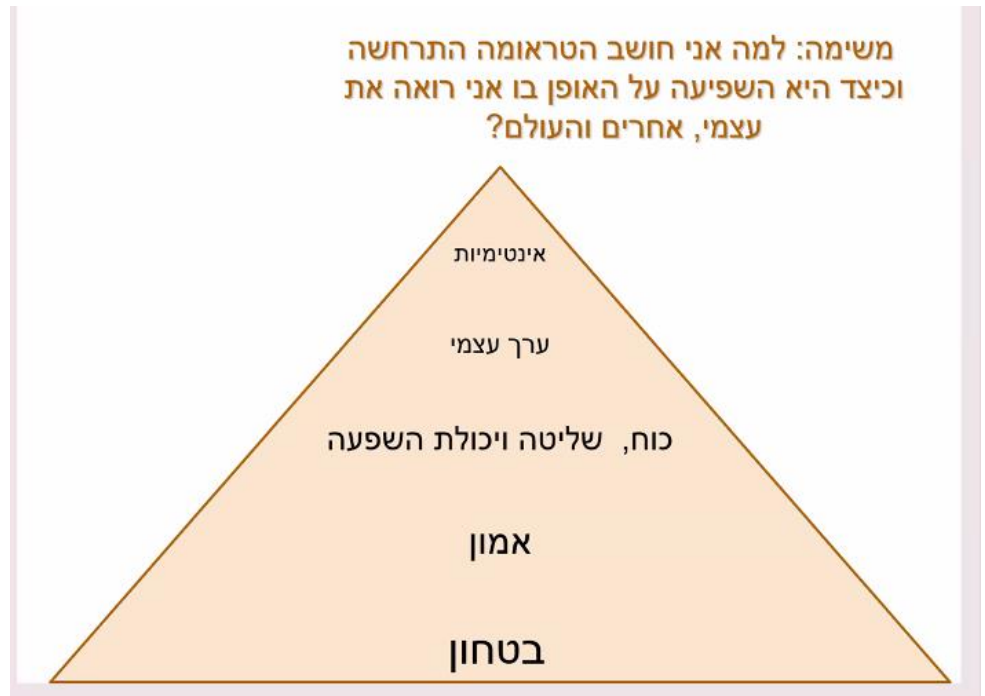 משימה: למה אני חושב הטראומה התרחשה
וכיצד היא השפיעה על האופן בו אני רואה את
עצמי, אחרים והעולם?
אינטימיות
ערך עצמי
כוח, שליטה ויכולת השפעה
אמון
בטחון